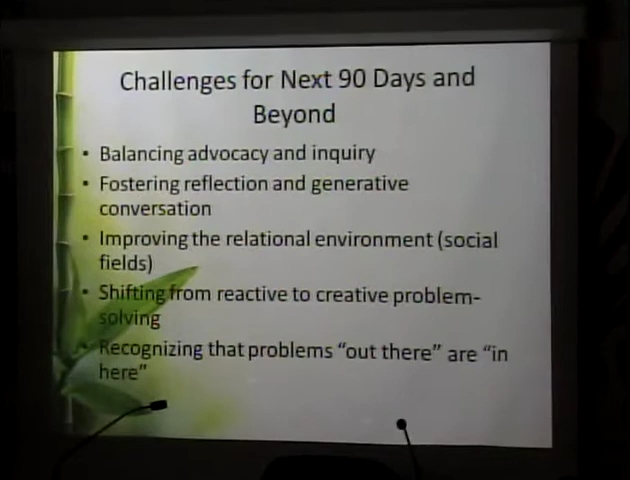 Challenges for Next 90 Days and
Beyond
• Balancing advocacy and inquiry
• Fostering reflection and generative
conversation
• Improving the relational environment (social
fields)
• Shifting from reactive to creative problem-
solving
• Recognizing that problems “out there” are “in
here”